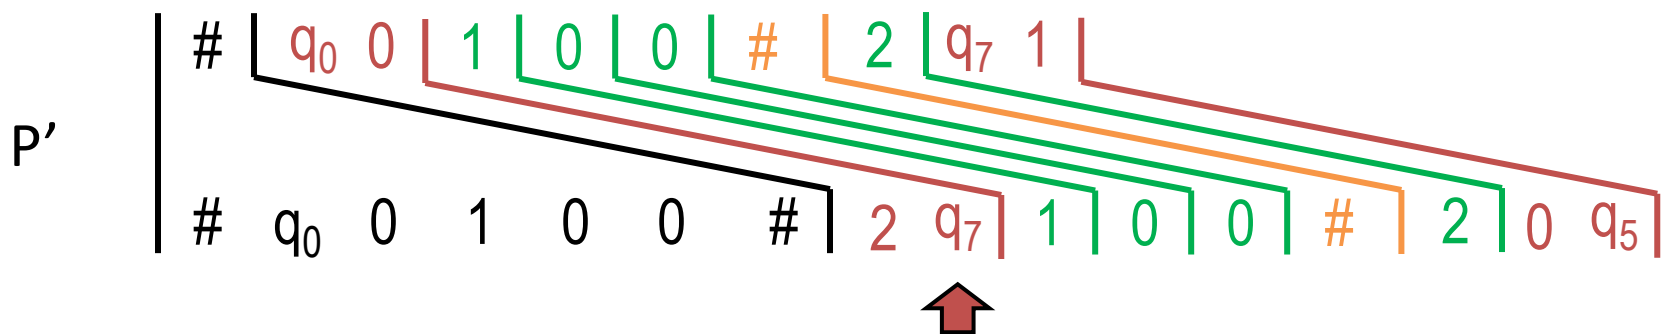 # q₀ 0 1 0 0 # 2 q₇ 1
P’
# q₀ 0 1 0 0 # 2 q₇ 1 0 0 # 2 0 q₅